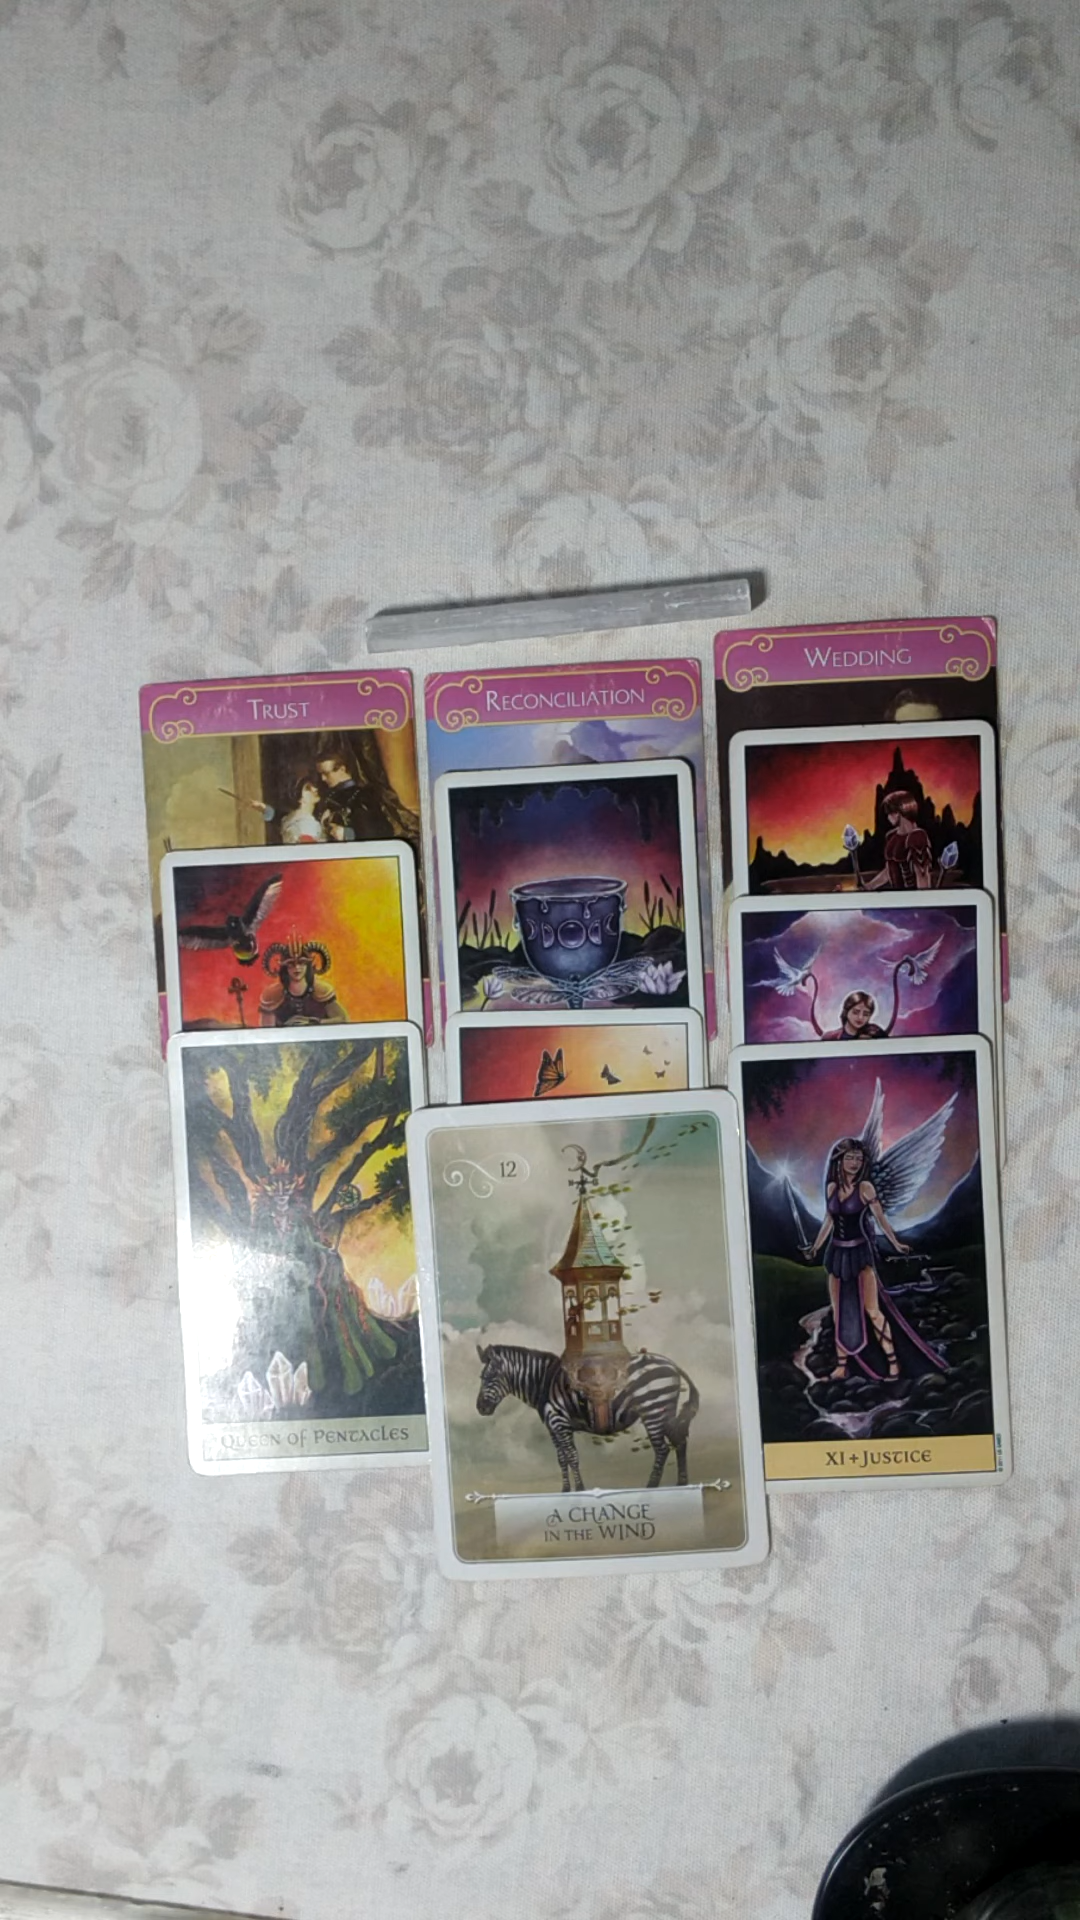 Trust
Reconciliation
Wedding
12
Queen of Pentacles
A Change
in the Wind
XI+Justice